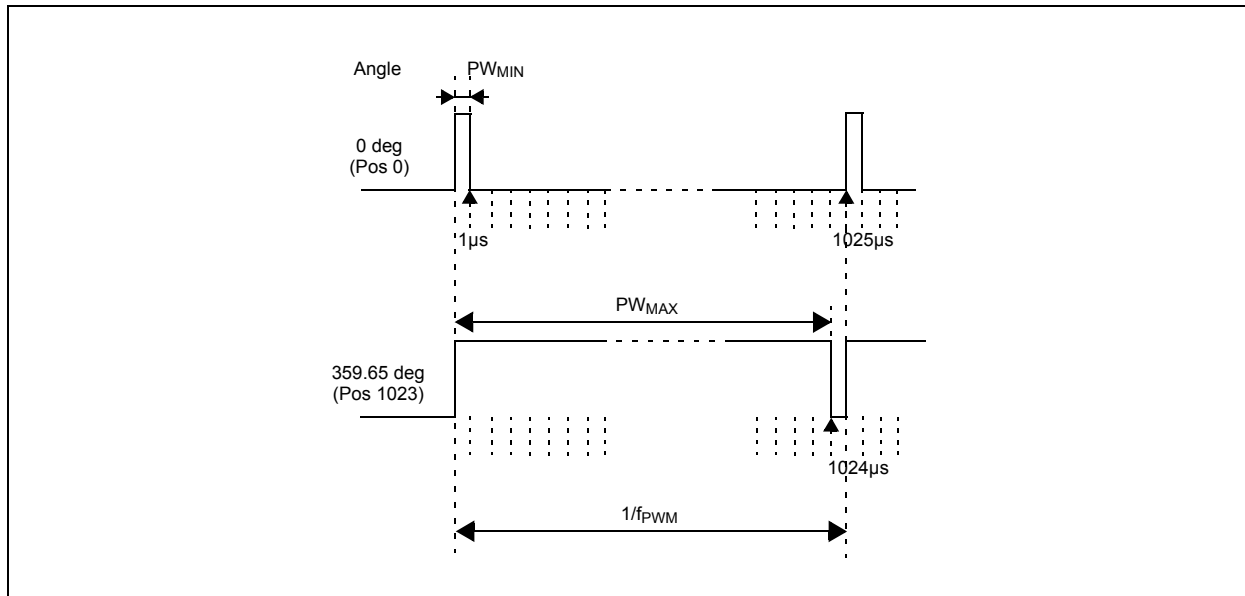 Angle
PWMIN
0 deg
(Pos 0)
1µs
1025µs
PWMAX
359.65 deg
(Pos 1023)
1024µs
1/fPWM